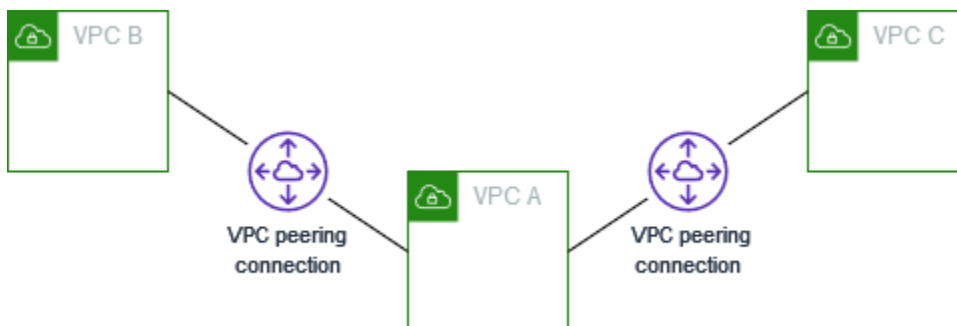 VPC B
VPC C
VPC A
VPC peering
connection
VPC peering
connection